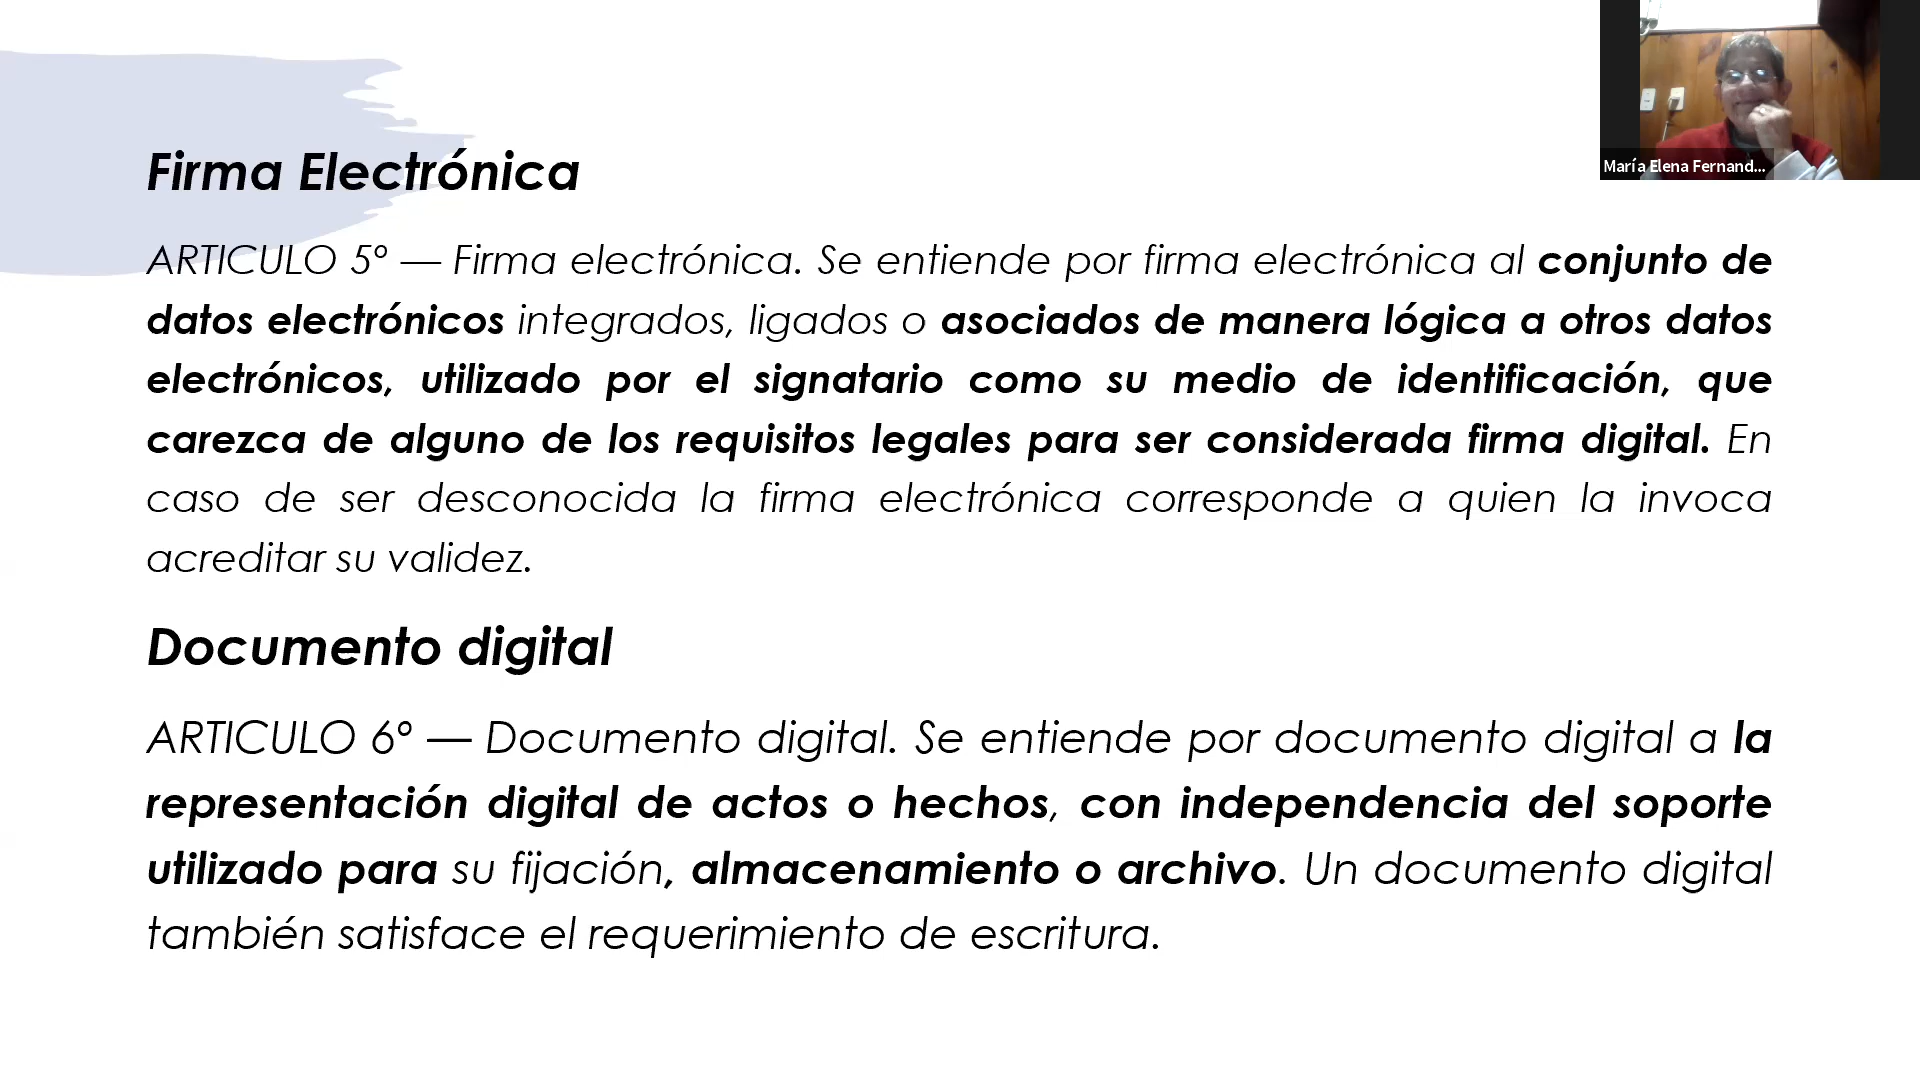 María Elena Fernand...
Firma Electrónica
ARTICULO 5º — Firma electrónica. Se entiende por firma electrónica al conjunto de
datos electrónicos integrados, ligados o asociados de manera lógica a otros datos
electrónicos, utilizado por el signatario como su medio de identificación, que
carezca de alguno de los requisitos legales para ser considerada firma digital. En
caso de ser desconocida la firma electrónica corresponde a quien la invoca
acreditar su validez.
Documento digital
ARTICULO 6º — Documento digital. Se entiende por documento digital a la
representación digital de actos o hechos, con independencia del soporte
utilizado para su fijación, almacenamiento o archivo. Un documento digital
también satisface el requerimiento de escritura.